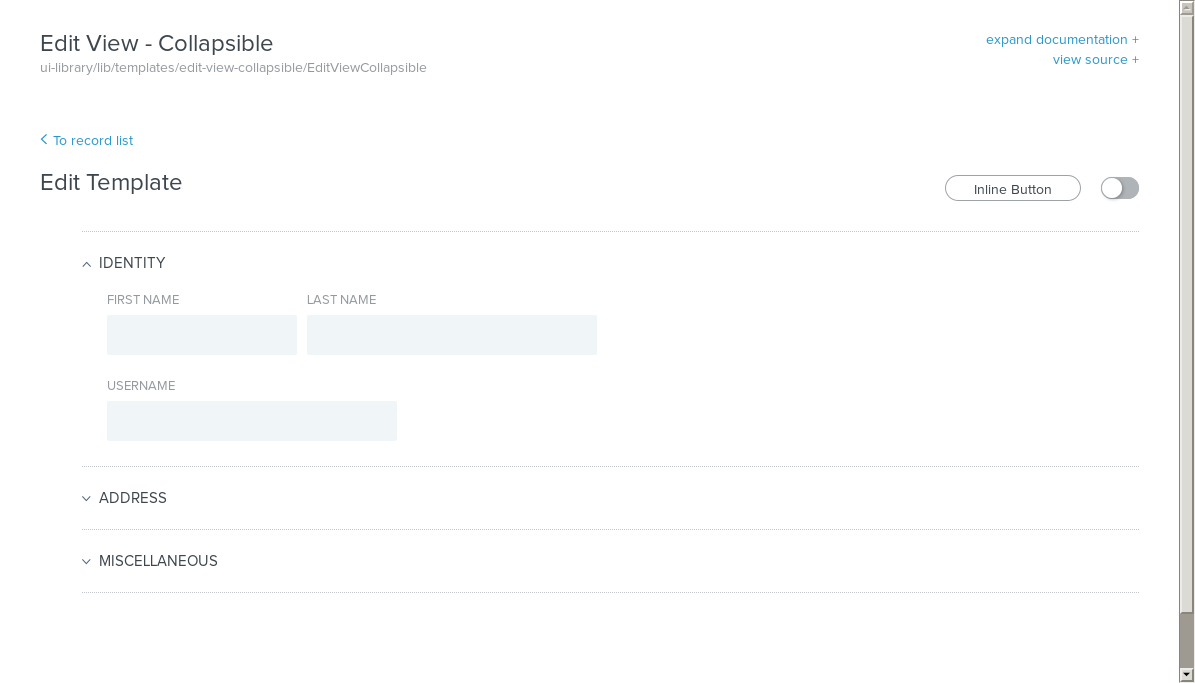 Edit View - Collapsible
ui-library/lib/templates/edit-view-collapsible/EditViewCollapsible
expand documentation +
view source +
To record list
Edit Template
Inline Button
IDENTITY
FIRST NAME LAST NAME
USERNAME
ADDRESS
MISCELLANEOUS